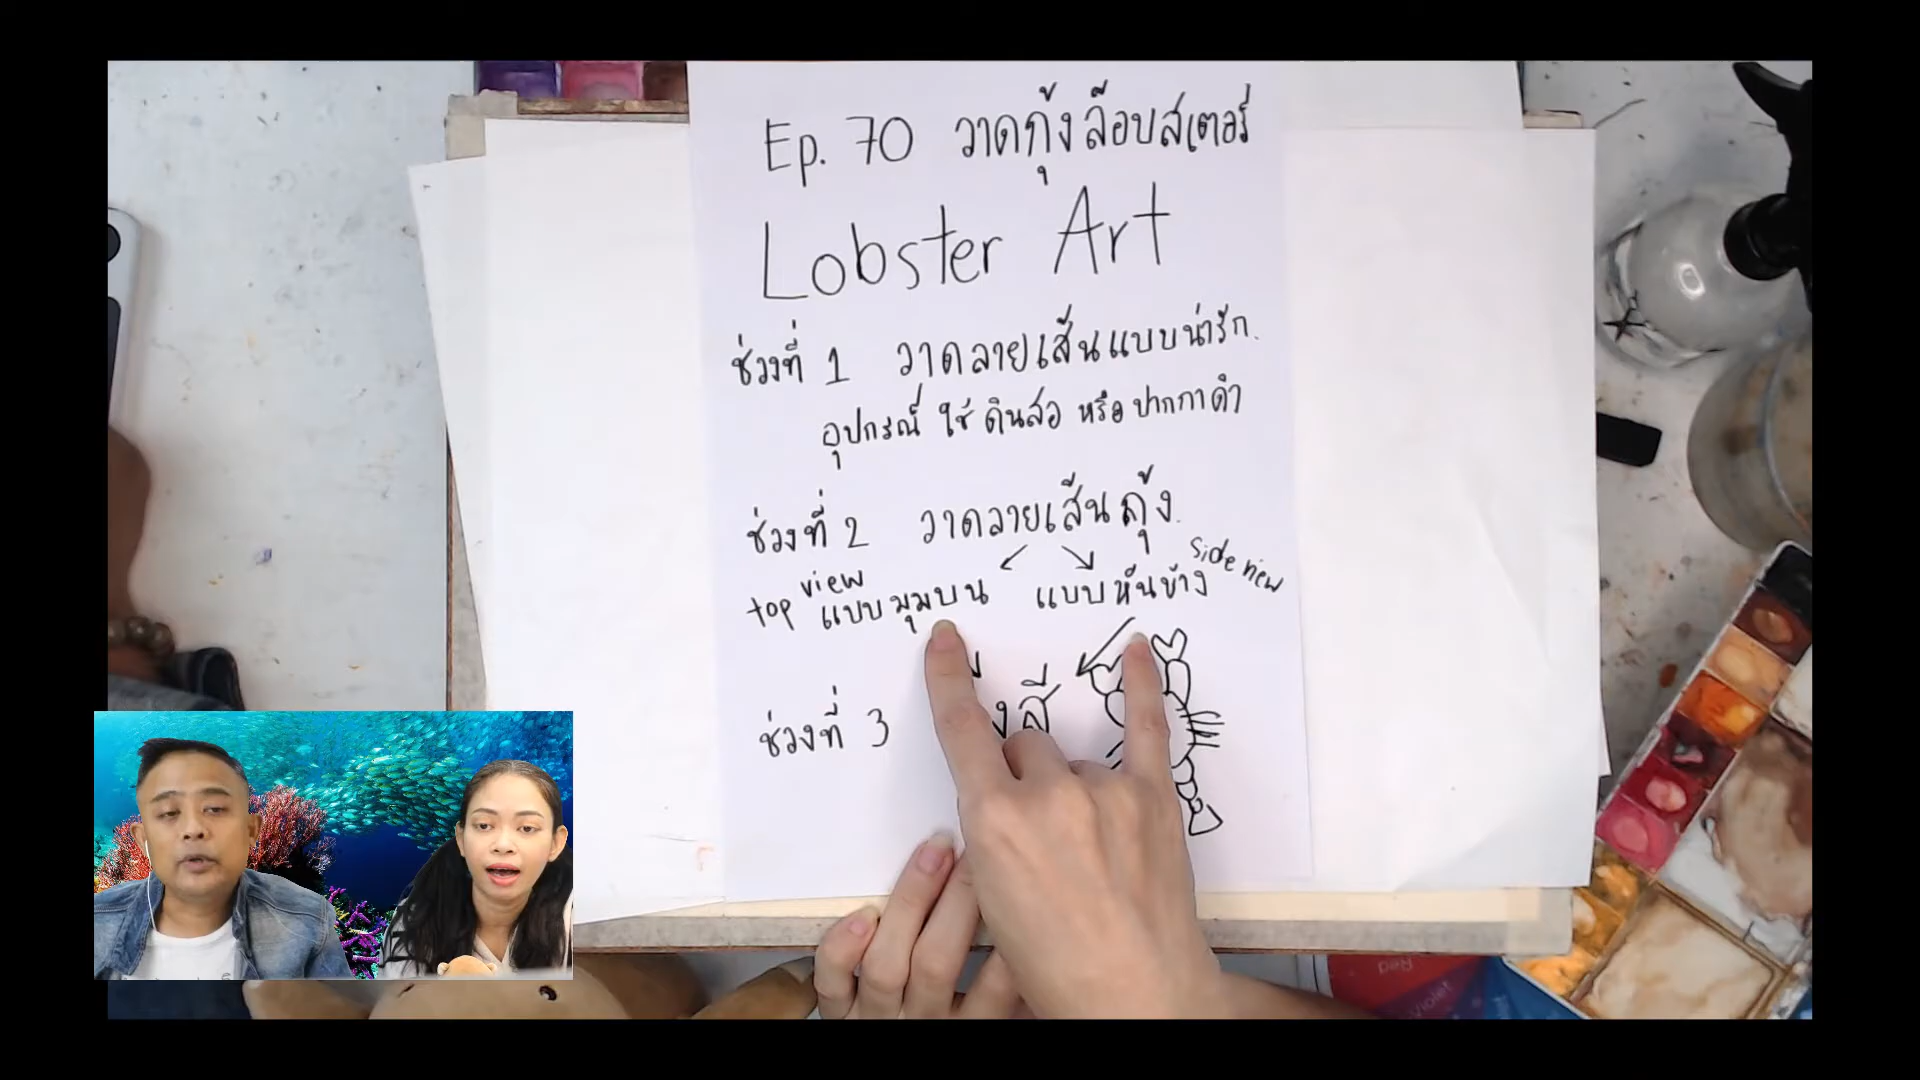 Ep. 70 วาดกุ้งล็อบสเตอร์
Lobster Art
ช่วงที่ 1 วาดลายเส้นแบบน่ารัก.
อุปกรณ์ ใช้ ดินสอ หรือ ปากกาดำ
ช่วงที่ 2 วาดลายเส้นกุ้ง.
top view แบบมุมบน แบบหันข้าง side view
ช่วงที่ 3
Red
Violet